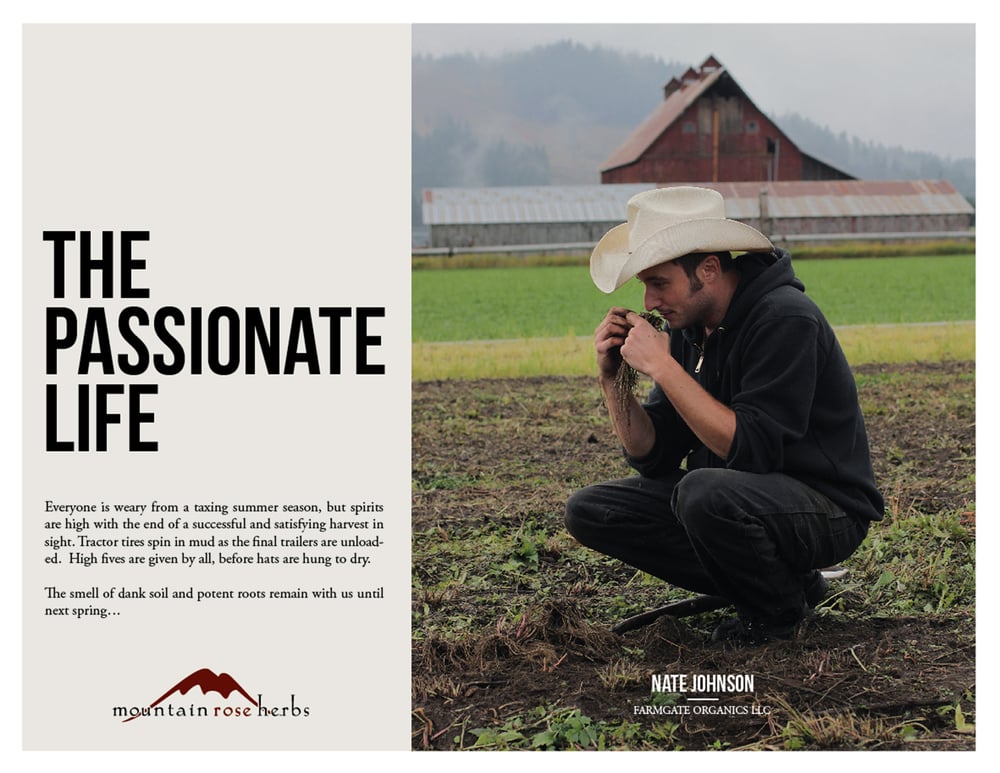 THE
PASSIONATE
LIFE
Everyone is weary from a taxing summer season, but spirits
are high with the end of a successful and satisfying harvest in
sight. Tractor tires spin in mud as the final trailers are unload-
ed.  High fives are given by all, before hats are hung to dry.
The smell of dank soil and potent roots remain with us until
next spring…
mountain rose herbs
NATE JOHNSON
FARMGATE ORGANICS LLC